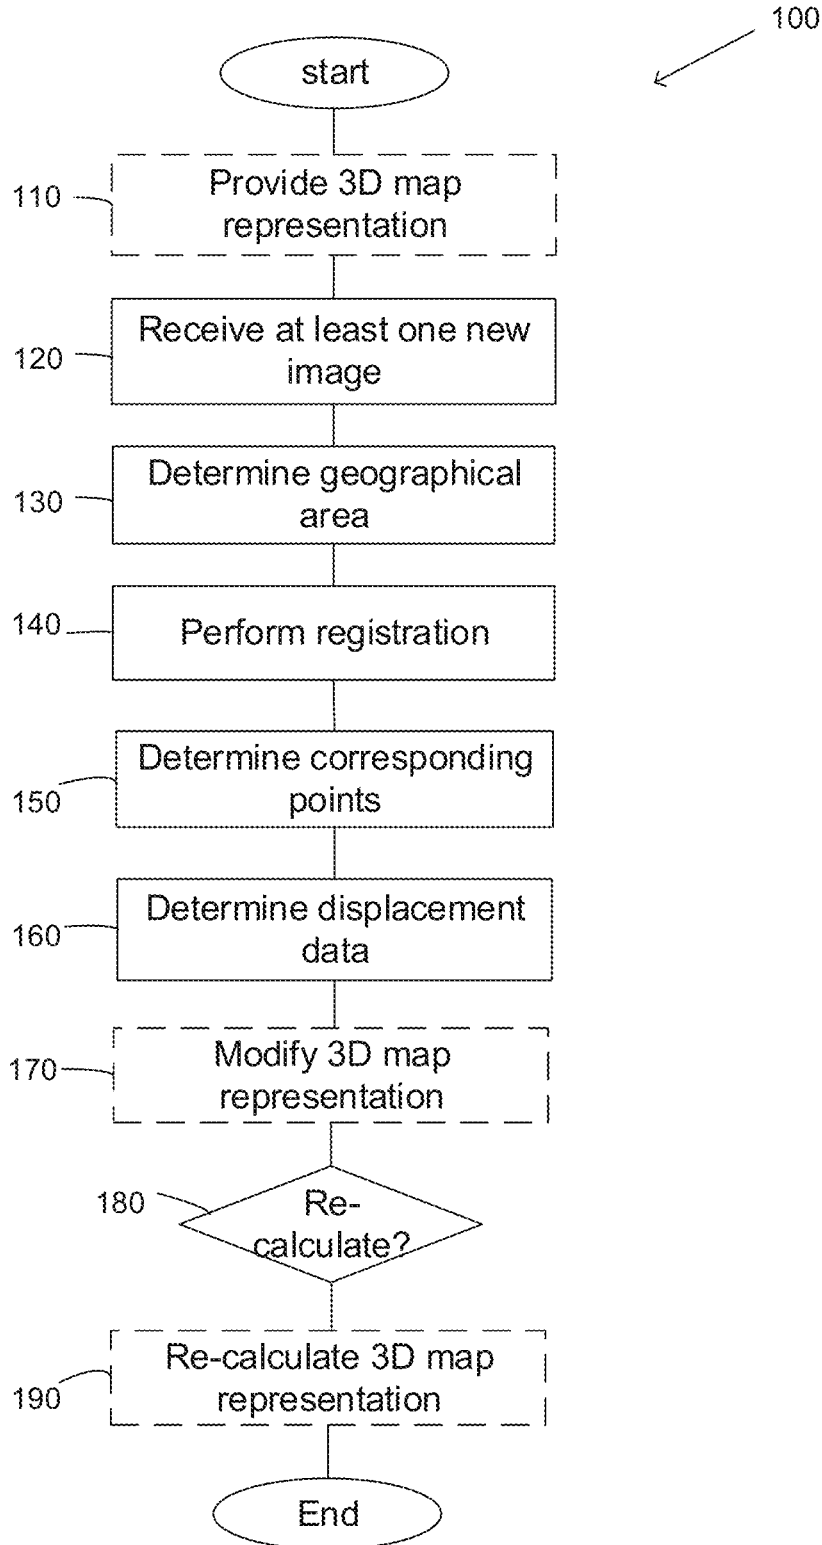 100
start
110
Provide 3D map
representation
120
Receive at least one new
image
130
Determine geographical
area
140
Perform registration
150
Determine corresponding
points
160
Determine displacement
data
170
Modify 3D map
representation
180
Re-
calculate?
190
Re-calculate 3D map
representation
End